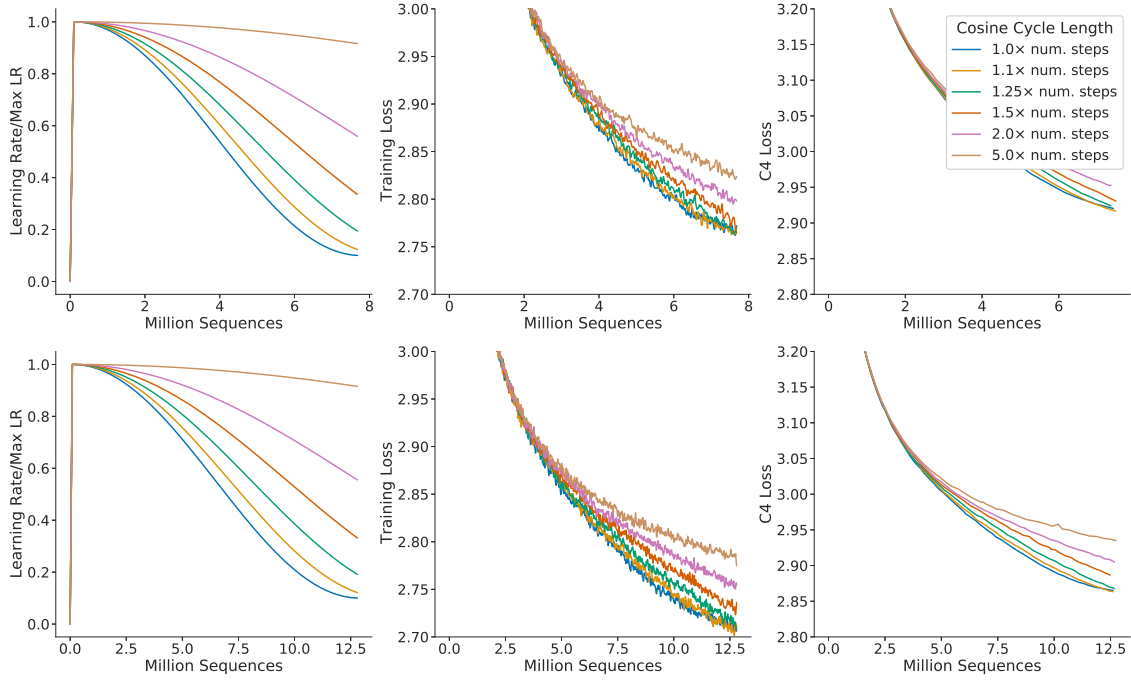 1.0
0.8
0.6
0.4
0.2
0.0
Learning Rate/Max LR
0 2 4 6 8
Million Sequences
3.00
2.95
2.90
2.85
2.80
2.75
2.70
Training Loss
0 2 4 6 8
Million Sequences
3.20
3.15
3.10
3.05
3.00
2.95
2.90
2.85
2.80
C4 Loss
0 2 4 6
Million Sequences
Cosine Cycle Length
1.0× num. steps
1.1× num. steps
1.25× num. steps
1.5× num. steps
2.0× num. steps
5.0× num. steps
1.0
0.8
0.6
0.4
0.2
0.0
Learning Rate/Max LR
0.0 2.5 5.0 7.5 10.0 12.5
Million Sequences
3.00
2.95
2.90
2.85
2.80
2.75
2.70
Training Loss
0.0 2.5 5.0 7.5 10.0 12.5
Million Sequences
3.20
3.15
3.10
3.05
3.00
2.95
2.90
2.85
2.80
C4 Loss
0.0 2.5 5.0 7.5 10.0 12.5
Million Sequences